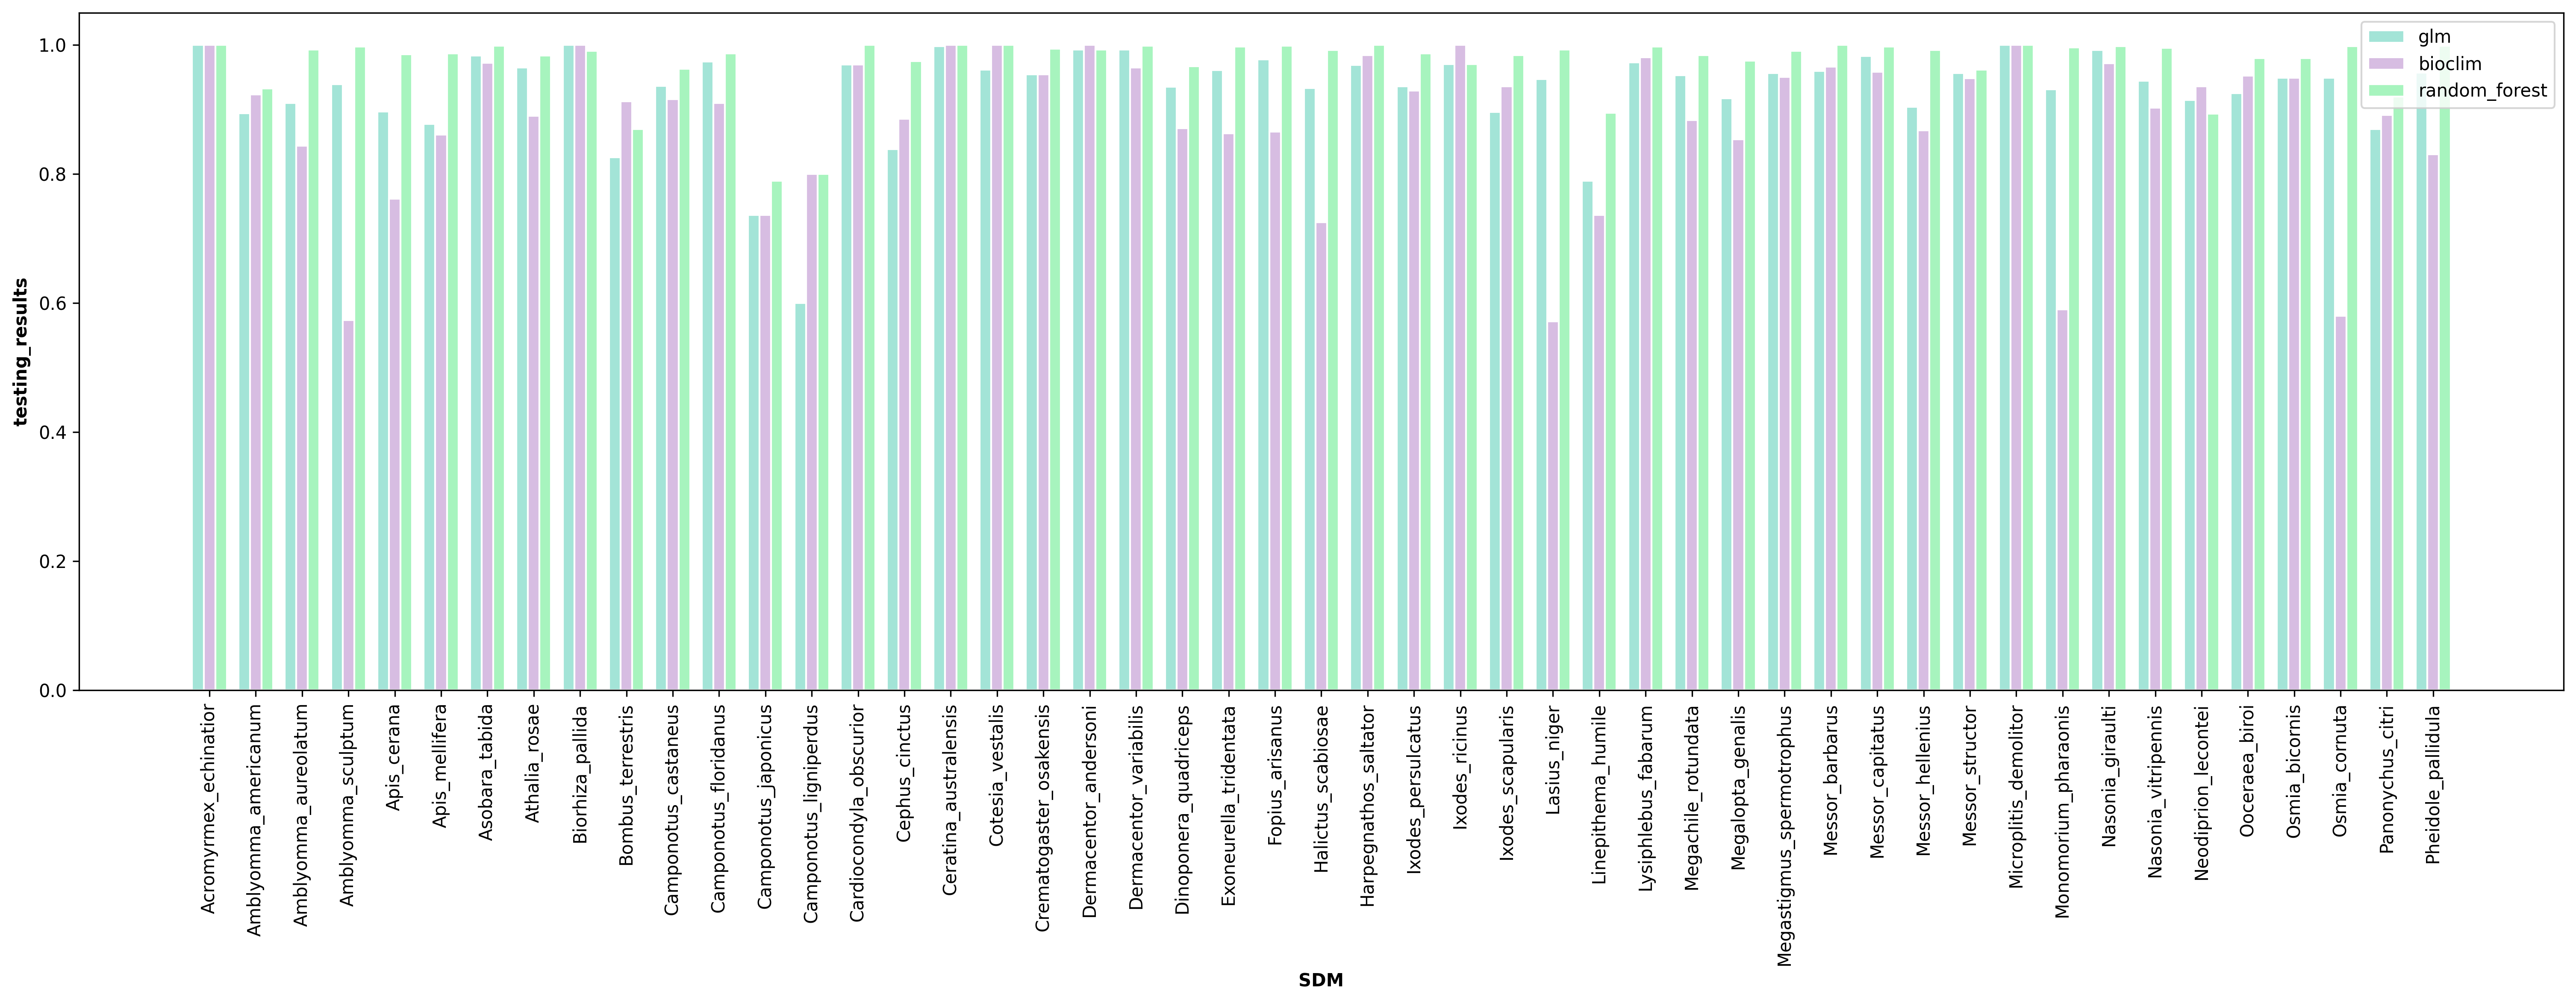 glm
bioclim
random_forest
1.0
0.8
0.6
0.4
0.2
0.0
testing_results
Acromyrmex_echinatior
Amblyomma_americanum
Amblyomma_aureolatum
Amblyomma_sculptum
Apis_cerana
Apis_mellifera
Asobara_tabida
Athalia_rosae
Biorhiza_pallida
Bombus_terrestris
Camponotus_castaneus
Camponotus_floridanus
Camponotus_japonicus
Camponotus_ligniperdus
Cardiocondyla_obscurior
Cephus_cinctus
Ceratina_australensis
Cotesia_vestalis
Crematogaster_osakensis
Dermacentor_andersoni
Dermacentor_variabilis
Dinoponera_quadriceps
Exoneurella_tridentata
Fopius_arisanus
Halictus_scabiosae
Harpegnathos_saltator
Ixodes_persulcatus
Ixodes_ricinus
Ixodes_scapularis
Lasius_niger
Linepithema_humile
Lysiphlebus_fabarum
Megachile_rotundata
Megalopta_genalis
Megastigmus_spermotrophus
Messor_barbarus
Messor_capitatus
Messor_hellenius
Messor_structor
Microplitis_demolitor
Monomorium_pharaonis
Nasonia_giraulti
Nasonia_vitripennis
Neodiprion_lecontei
Ooceraea_biroi
Osmia_bicornis
Osmia_cornuta
Panonychus_citri
Pheidole_pallidula
SDM